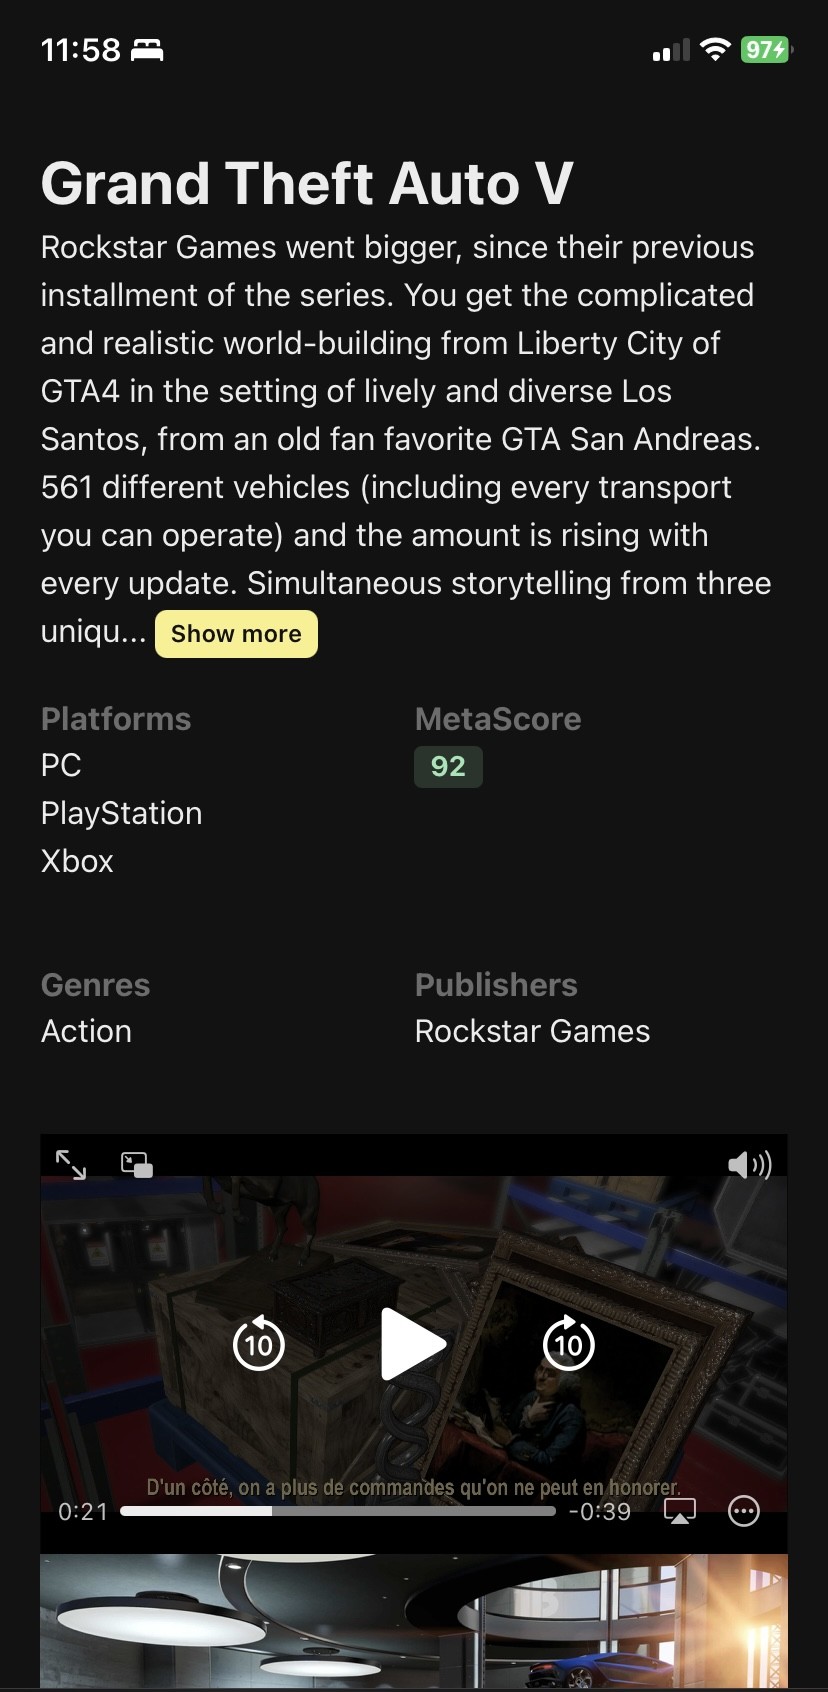 11:58
97
Grand Theft Auto V
Rockstar Games went bigger, since their previous
installment of the series. You get the complicated
and realistic world-building from Liberty City of
GTA4 in the setting of lively and diverse Los
Santos, from an old fan favorite GTA San Andreas.
561 different vehicles (including every transport
you can operate) and the amount is rising with
every update. Simultaneous storytelling from three
uniqu... Show more
Platforms
PC
PlayStation
Xbox
MetaScore
92
Genres
Action
Publishers
Rockstar Games
10
10
D'un côté, on a plus de commandes qu'on ne peut en honorer.
0:21
-0:39